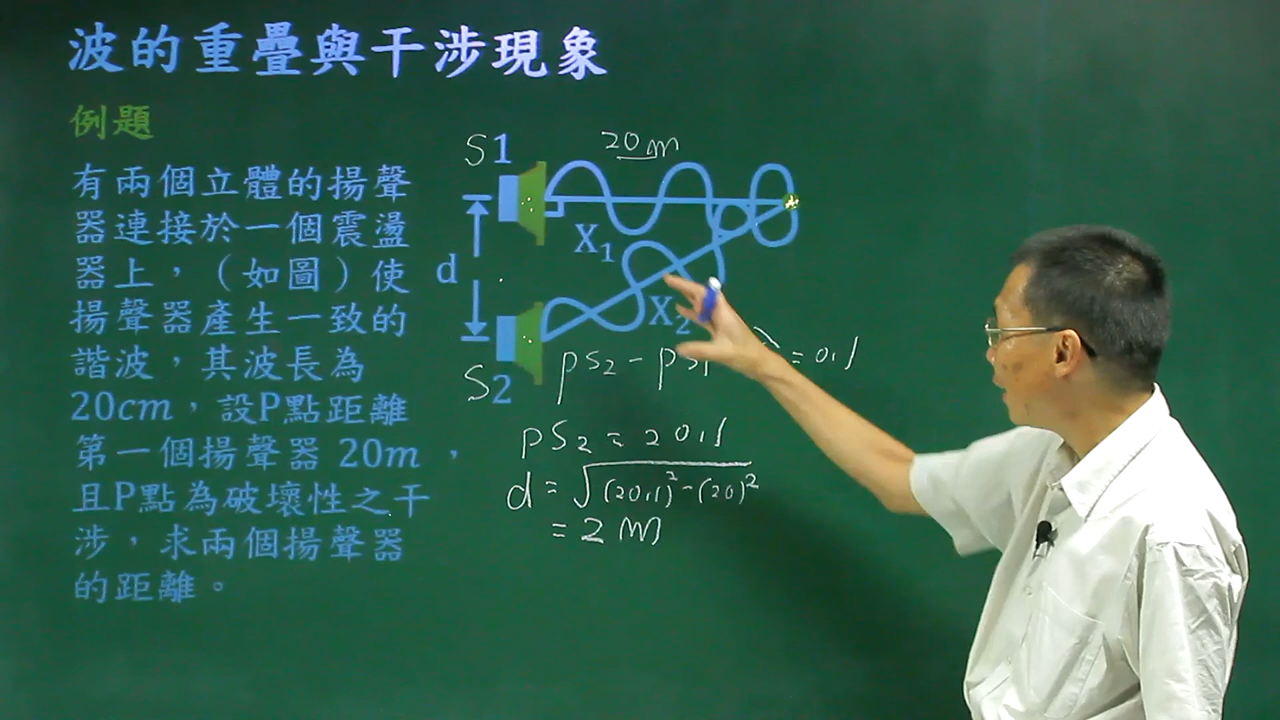 波的重疊與干涉現象
例題
有兩個立體的揚聲
器連接於一個震盪
器上，（如圖）使
揚聲器產生一致的
諧波，其波長為
20cm，設P點距離
第一個揚聲器 20m ，
且P點為破壞性之干
涉，求兩個揚聲器
的距離。
S1
20m
X₁
d
X₂
S2
PS₂ - PS₁
= 0.1
PS₂ = 20.1
d = √(20.1)² - (20)²
= 2 m